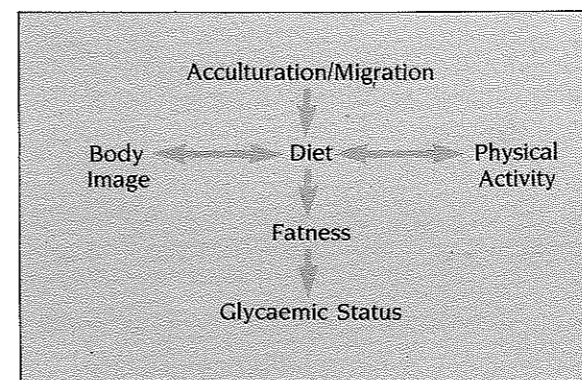 Acculturation/Migration
Body Image
Diet
Physical Activity
Fatness
Glycaemic Status